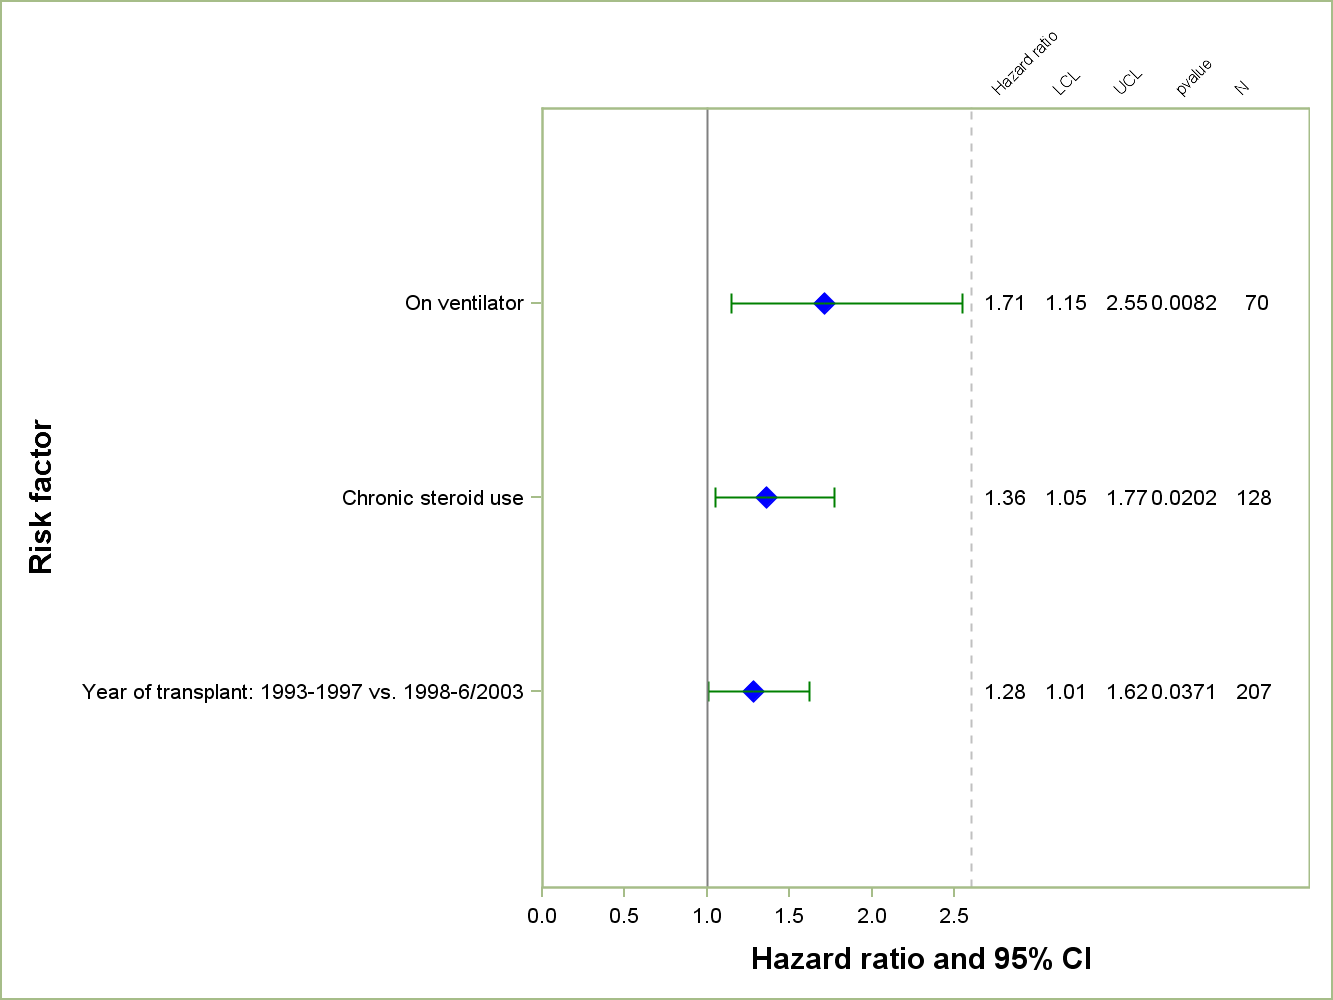 Hazard ratio LCL UCL pvalue N
On ventilator 1.71 1.15 2.55 0.0082 70
Chronic steroid use 1.36 1.05 1.77 0.0202 128
Year of transplant: 1993-1997 vs. 1998-6/2003 1.28 1.01 1.62 0.0371 207
Risk factor
0.0 0.5 1.0 1.5 2.0 2.5
Hazard ratio and 95% CI